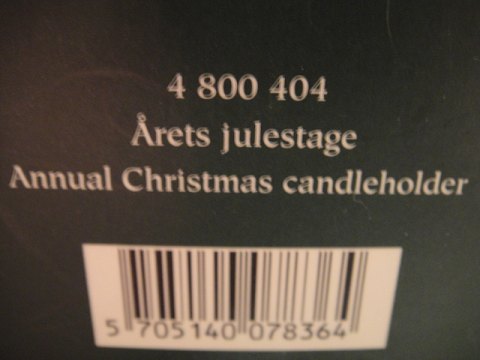 4 800 404
Årets julestage
Annual Christmas candleholder
5 705140 078364